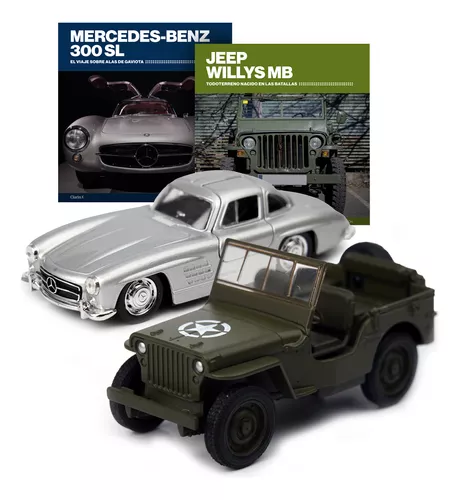 MERCEDES-BENZ
300 SL
EL VIAJE SOBRE ALAS DE GAVIOTA
JEEP
WILLYS MB
TODOTERRENO NACIDO EN LAS BATALLAS